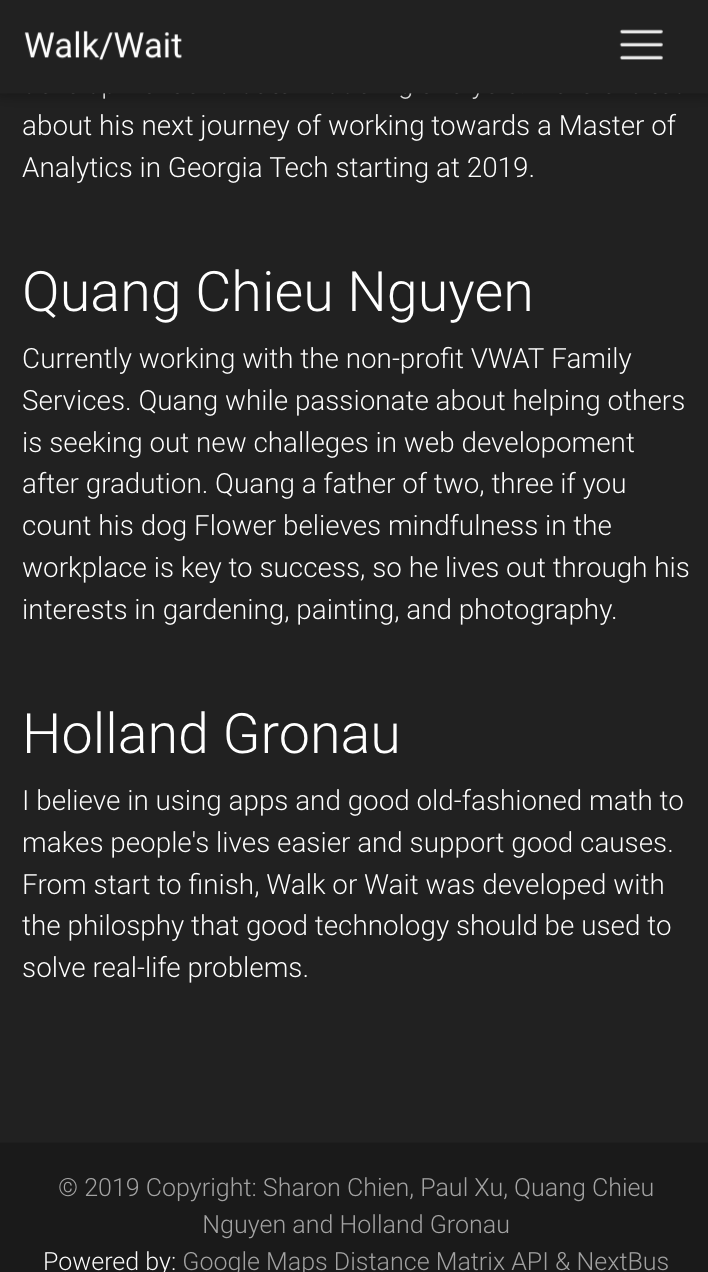 Walk/Wait
about his next journey of working towards a Master of
Analytics in Georgia Tech starting at 2019.
Quang Chieu Nguyen
Currently working with the non-profit VWAT Family
Services. Quang while passionate about helping others
is seeking out new challeges in web developoment
after gradution. Quang a father of two, three if you
count his dog Flower believes mindfulness in the
workplace is key to success, so he lives out through his
interests in gardening, painting, and photography.
Holland Gronau
I believe in using apps and good old-fashioned math to
makes people's lives easier and support good causes.
From start to finish, Walk or Wait was developed with
the philosphy that good technology should be used to
solve real-life problems.
© 2019 Copyright: Sharon Chien, Paul Xu, Quang Chieu
Nguyen and Holland Gronau
Powered by: Google Maps Distance Matrix API & NextBus